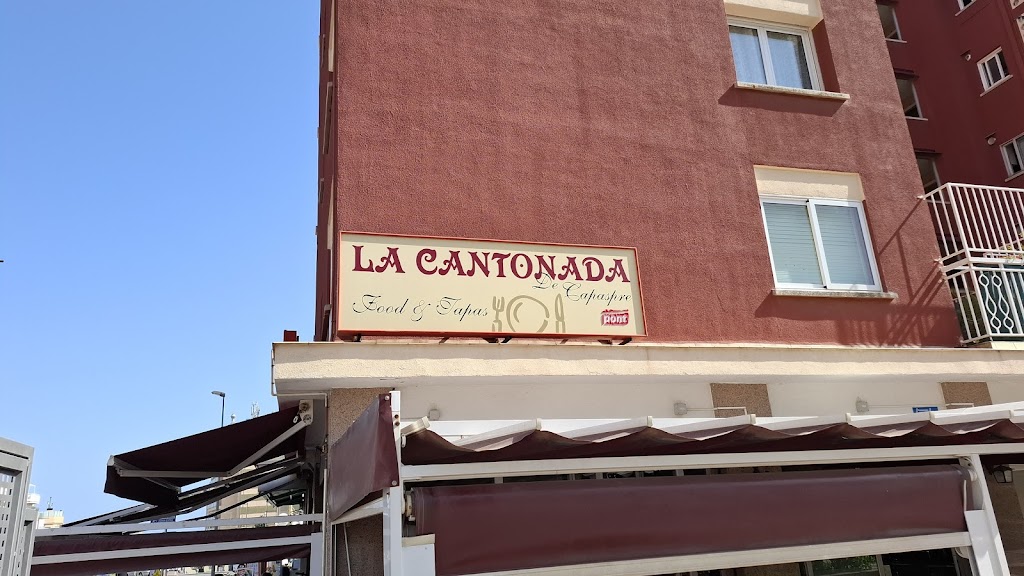 LA CANTONADA
De Capaspre
Food & Tapas
pont